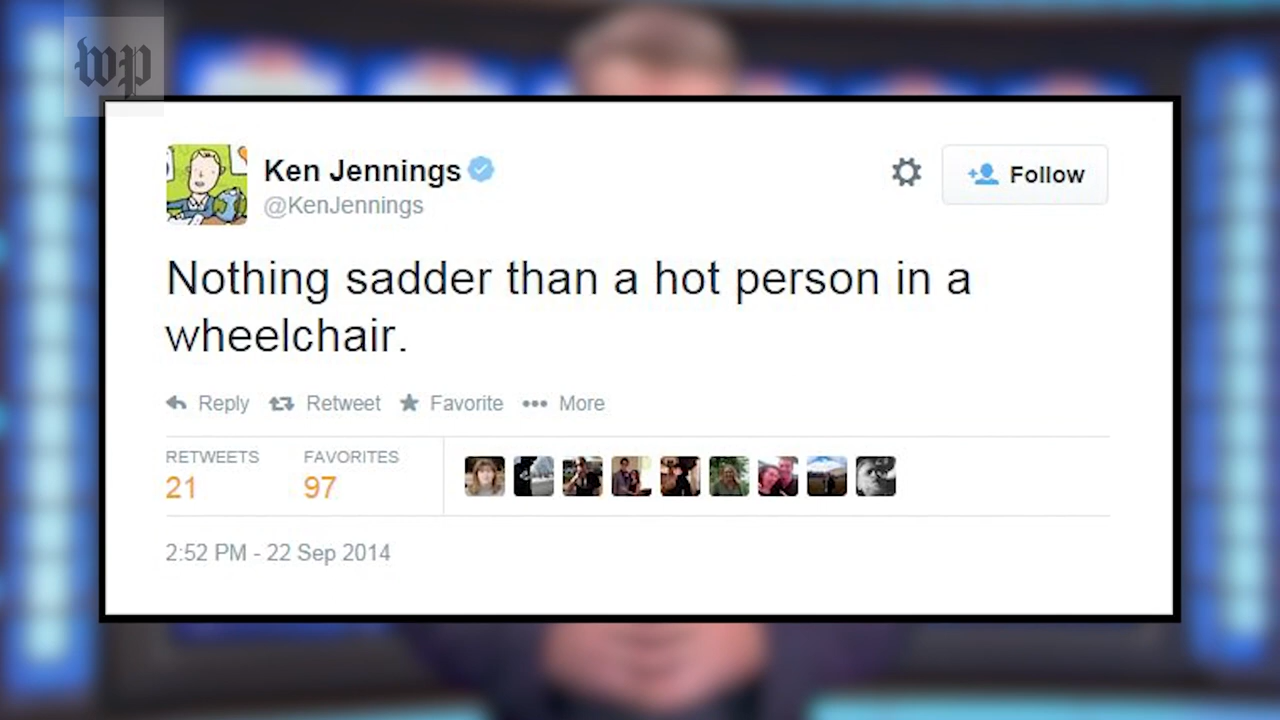 wp
Ken Jennings
@KenJennings
Follow
Nothing sadder than a hot person in a
wheelchair.
Reply Retweet Favorite More
RETWEETS FAVORITES
21 97
2:52 PM - 22 Sep 2014